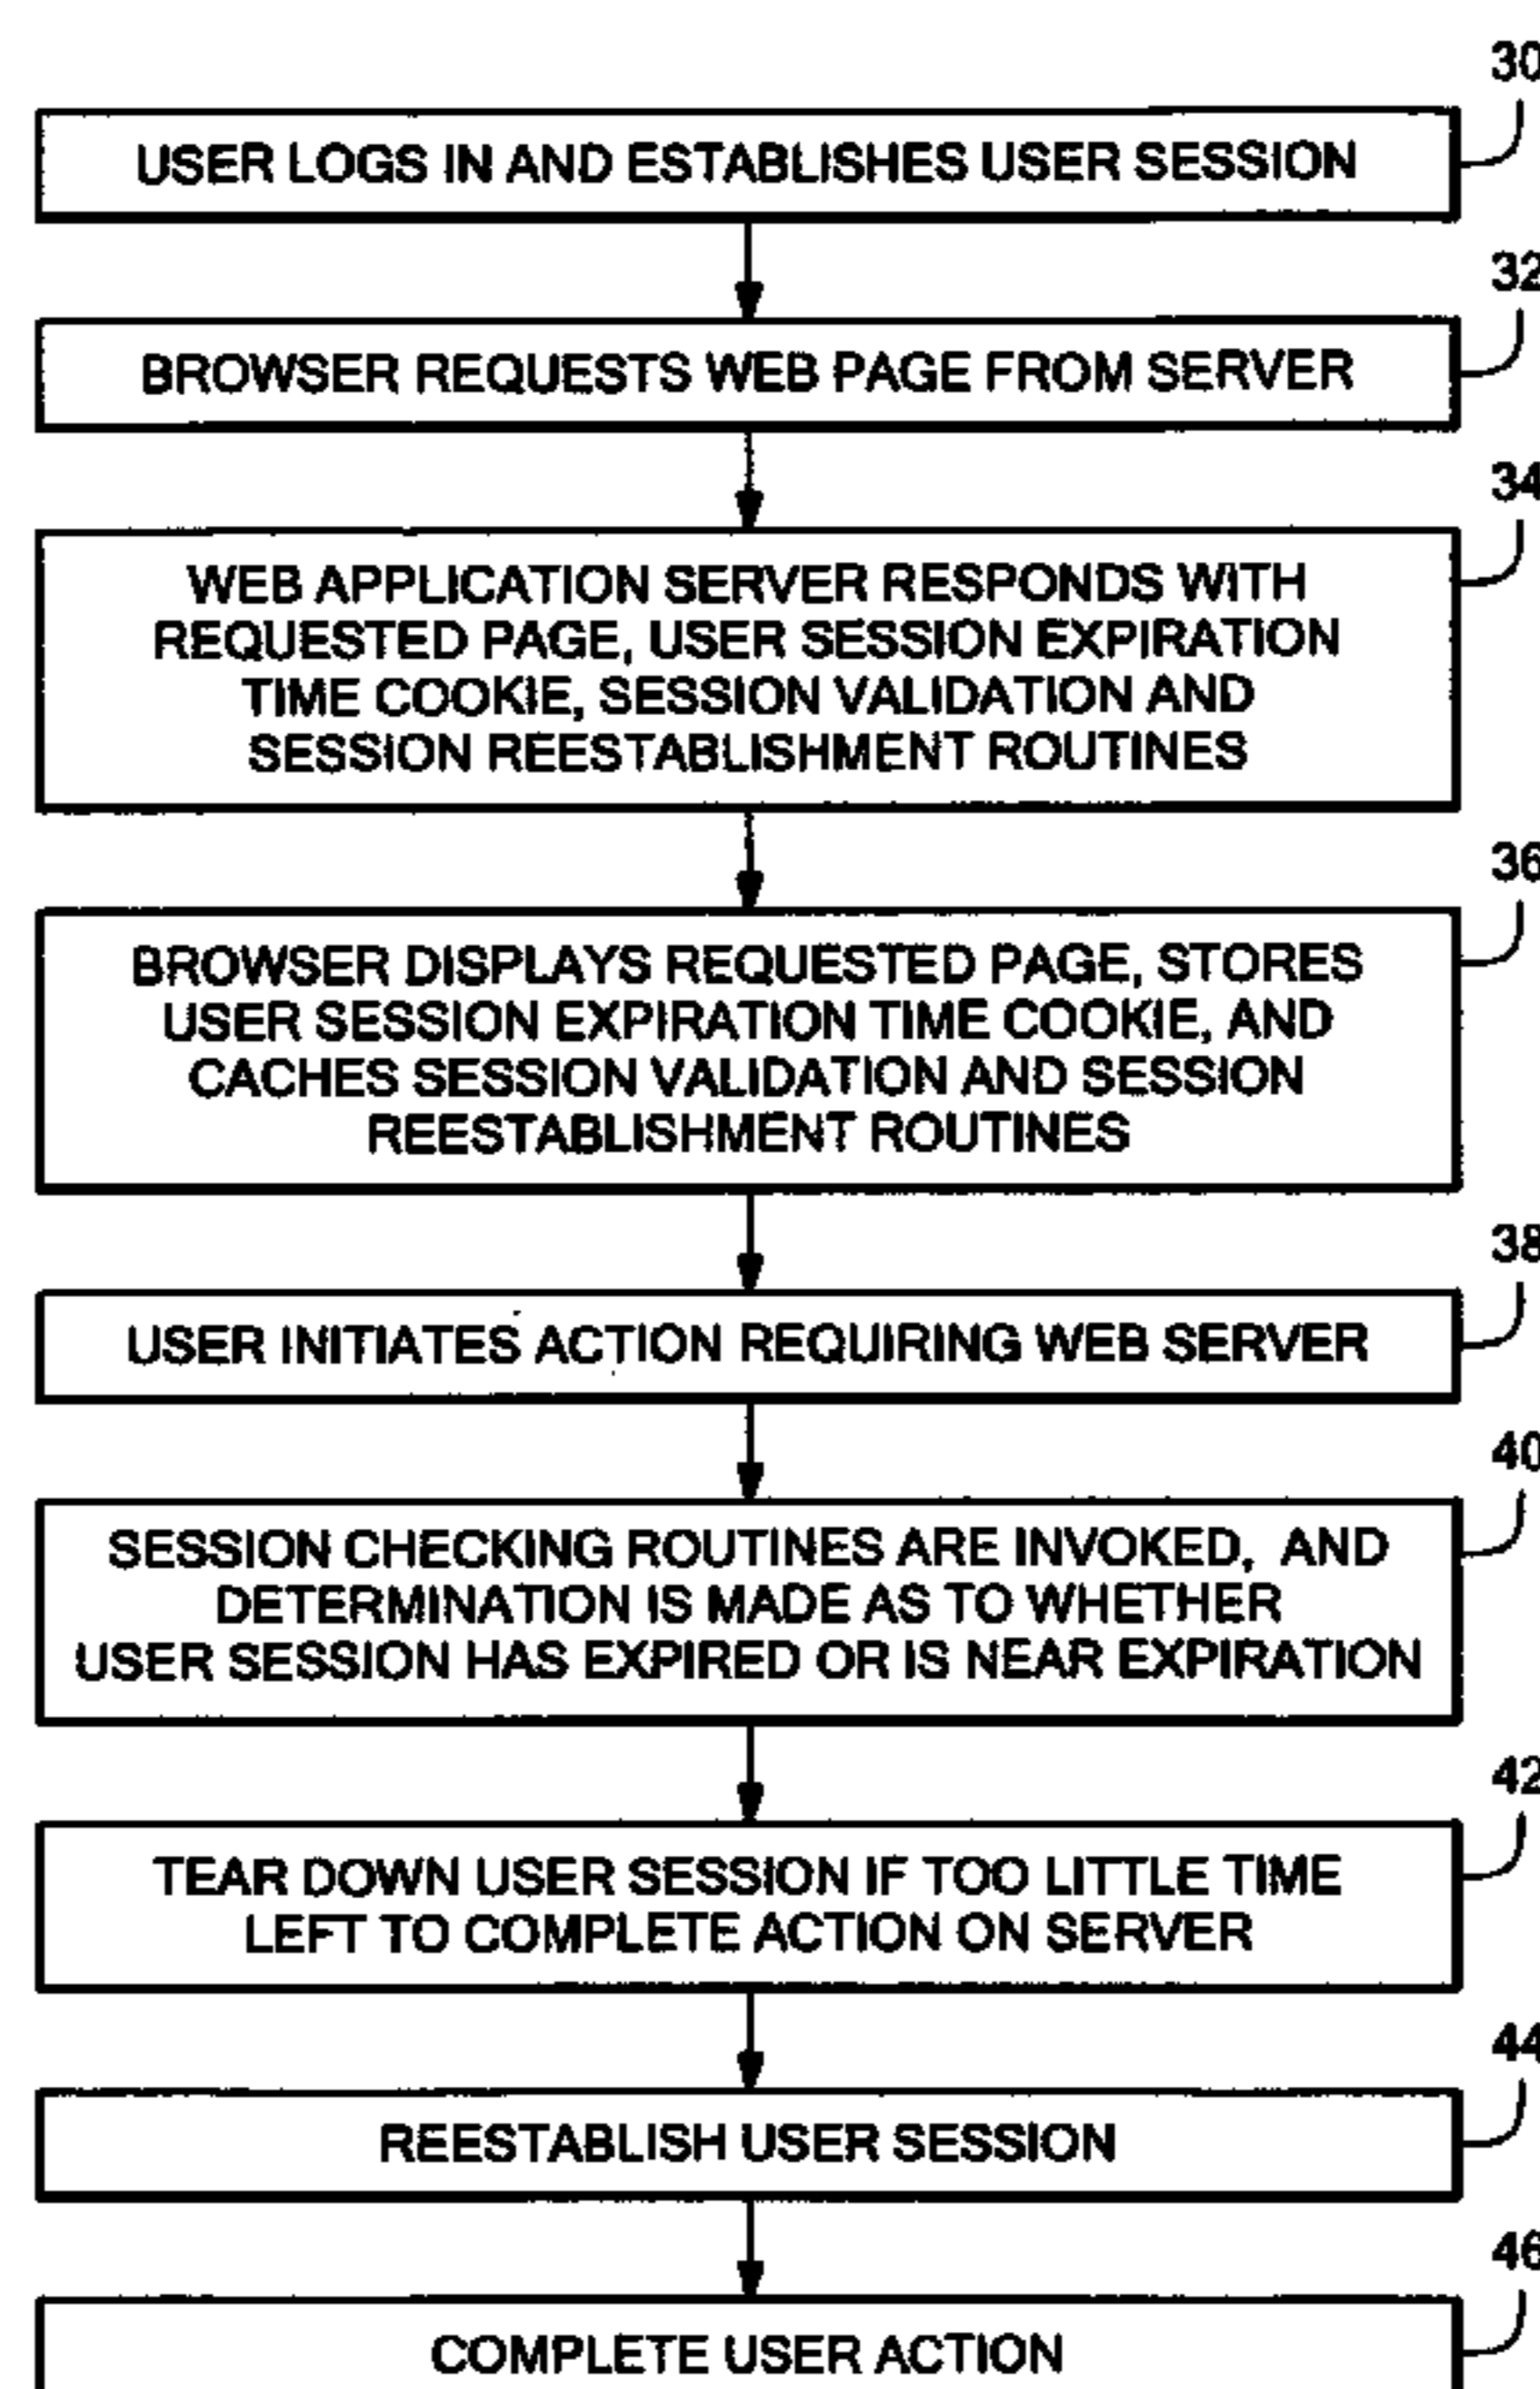 30
USER LOGS IN AND ESTABLISHES USER SESSION
32
BROWSER REQUESTS WEB PAGE FROM SERVER
34
WEB APPLICATION SERVER RESPONDS WITH
REQUESTED PAGE, USER SESSION EXPIRATION
TIME COOKIE, SESSION VALIDATION AND
SESSION REESTABLISHMENT ROUTINES
36
BROWSER DISPLAYS REQUESTED PAGE, STORES
USER SESSION EXPIRATION TIME COOKIE, AND
CACHES SESSION VALIDATION AND SESSION
REESTABLISHMENT ROUTINES
38
USER INITIATES ACTION REQUIRING WEB SERVER
40
SESSION CHECKING ROUTINES ARE INVOKED, AND
DETERMINATION IS MADE AS TO WHETHER
USER SESSION HAS EXPIRED OR IS NEAR EXPIRATION
42
TEAR DOWN USER SESSION IF TOO LITTLE TIME
LEFT TO COMPLETE ACTION ON SERVER
44
REESTABLISH USER SESSION
46
COMPLETE USER ACTION